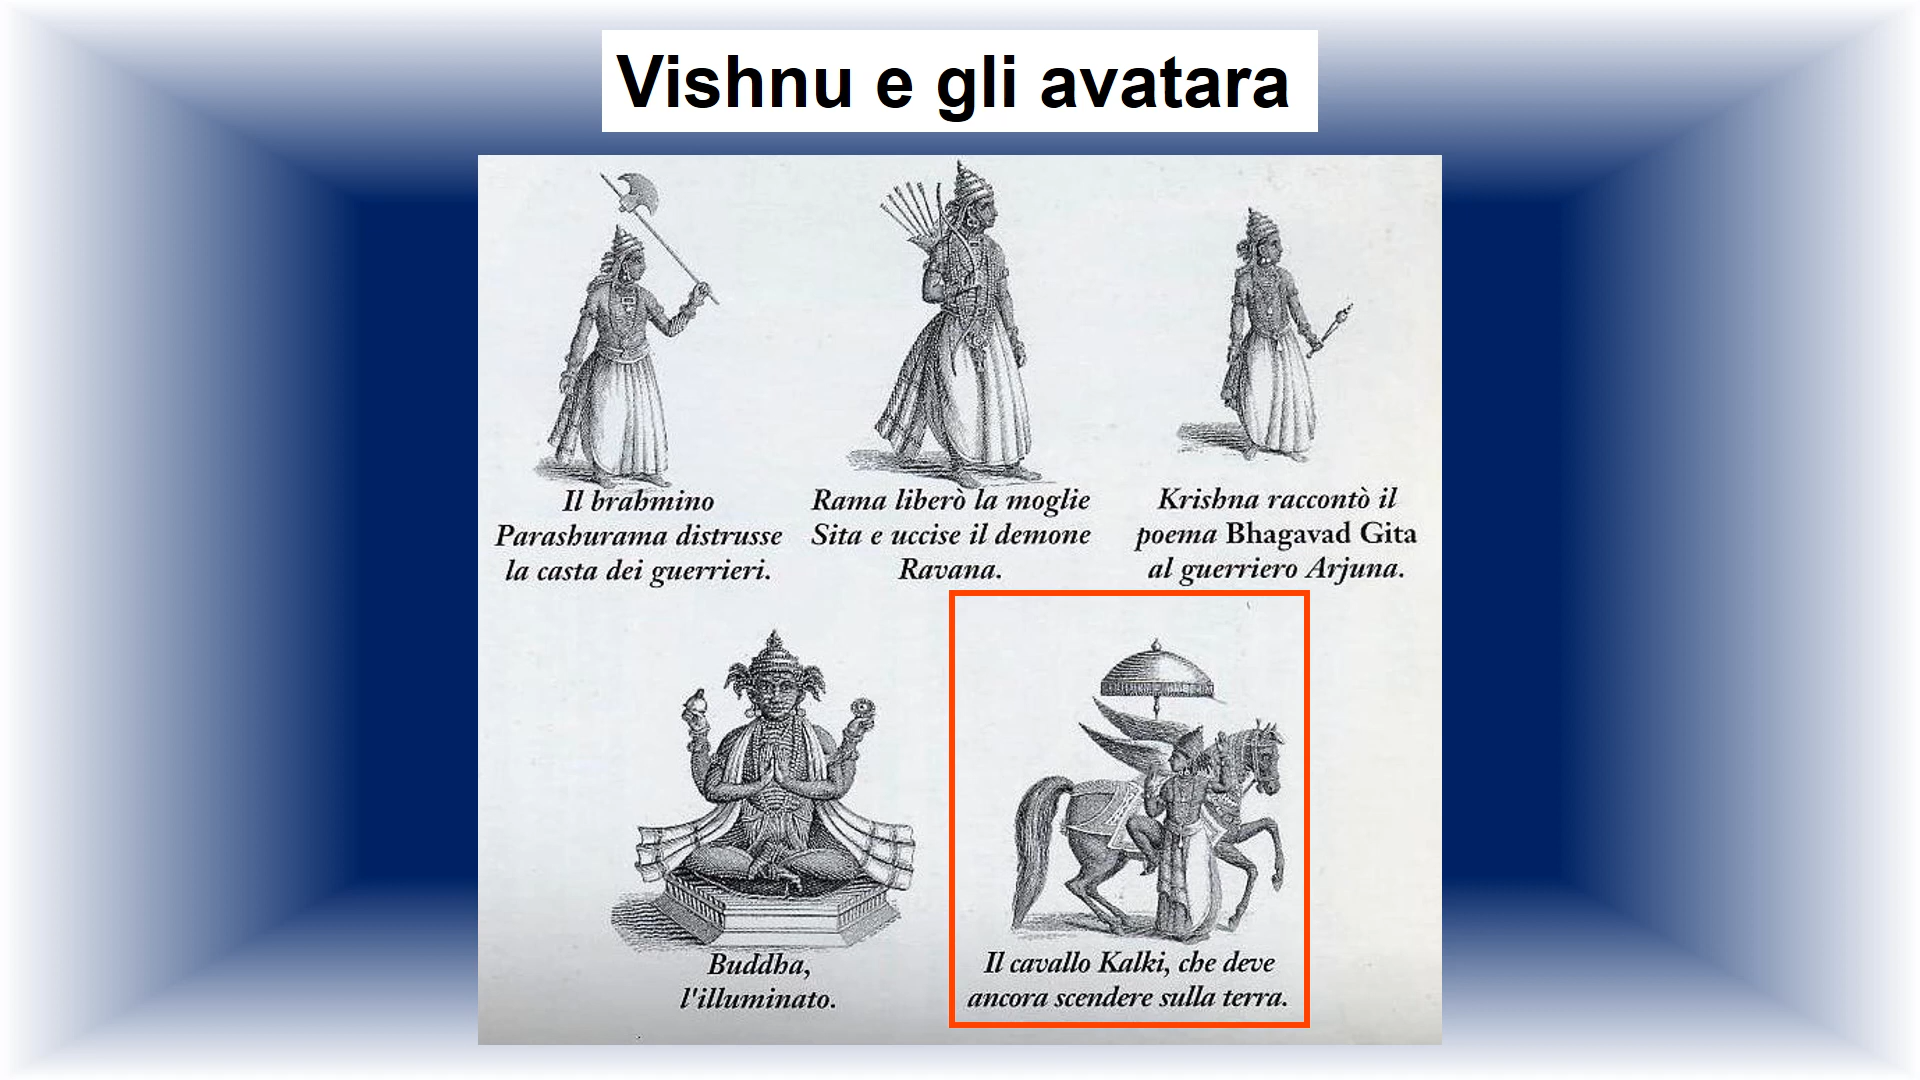 Vishnu e gli avatara
Il brahmino
Parashurama distrusse
la casta dei guerrieri.
Rama liberò la moglie
Sita e uccise il demone
Ravana.
Krishna raccontò il
poema Bhagavad Gita
al guerriero Arjuna.
Buddha,
l'illuminato.
Il cavallo Kalki, che deve
ancora scendere sulla terra.